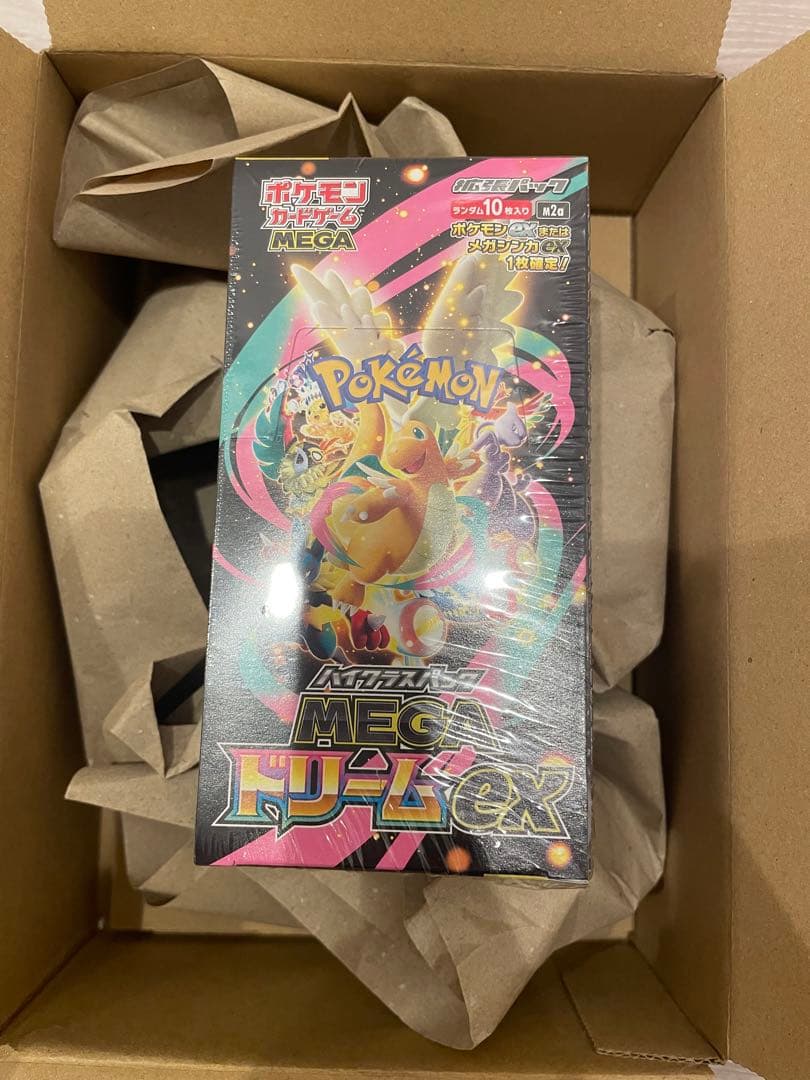 ポケモン
カードゲーム
MEGA
拡張パック
ランダム10枚入り
M2a
ポケモンexまたは
メガシンカex
1枚確定!
POKéMON
ハイクラスパック
MEGA
ドリームex